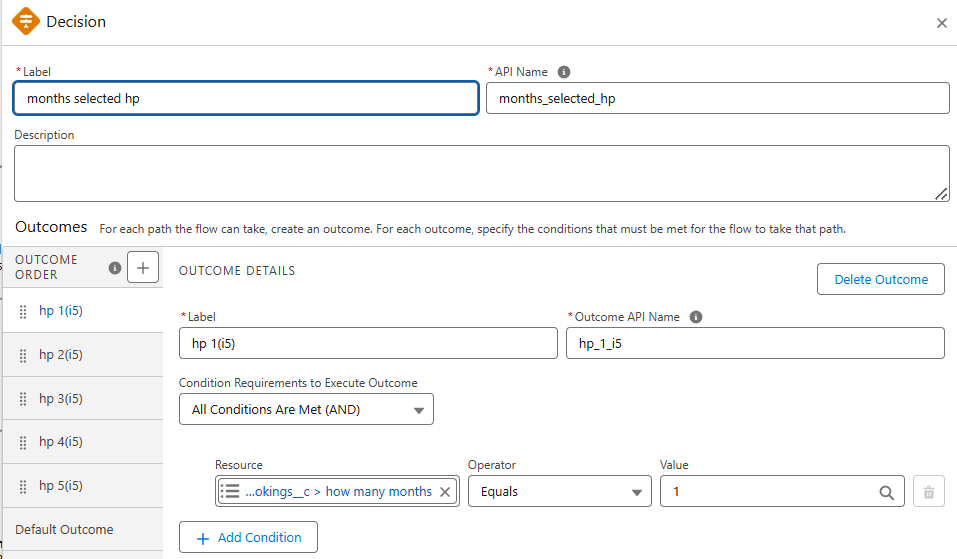 Decision
* Label
* API Name
months selected hp
months_selected_hp
Description
Outcomes For each path the flow can take, create an outcome. For each outcome, specify the conditions that must be met for the flow to take that path.
OUTCOME
ORDER
OUTCOME DETAILS
Delete Outcome
hp 1(i5)
hp 2(i5)
hp 3(i5)
hp 4(i5)
hp 5(i5)
Default Outcome
* Label
* Outcome API Name
hp 1(i5)
hp_1_i5
Condition Requirements to Execute Outcome
All Conditions Are Met (AND)
Resource
Operator
Value
...okings__c > how many months
Equals
1
+ Add Condition